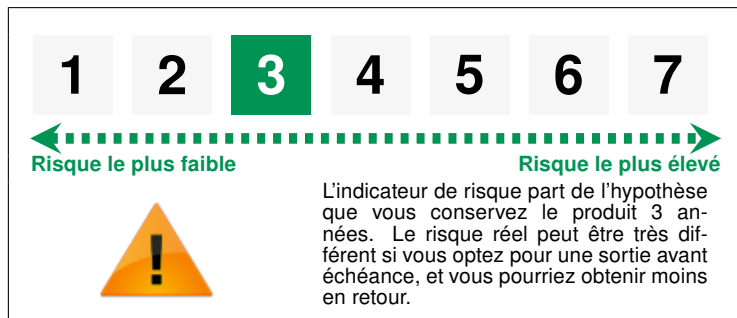 1 2 3 4 5 6 7
Risque le plus faible Risque le plus élevé
L'indicateur de risque part de l'hypothèse
que vous conservez le produit 3 an-
nées. Le risque réel peut être très dif-
férent si vous optez pour une sortie avant
échéance, et vous pourriez obtenir moins
en retour.